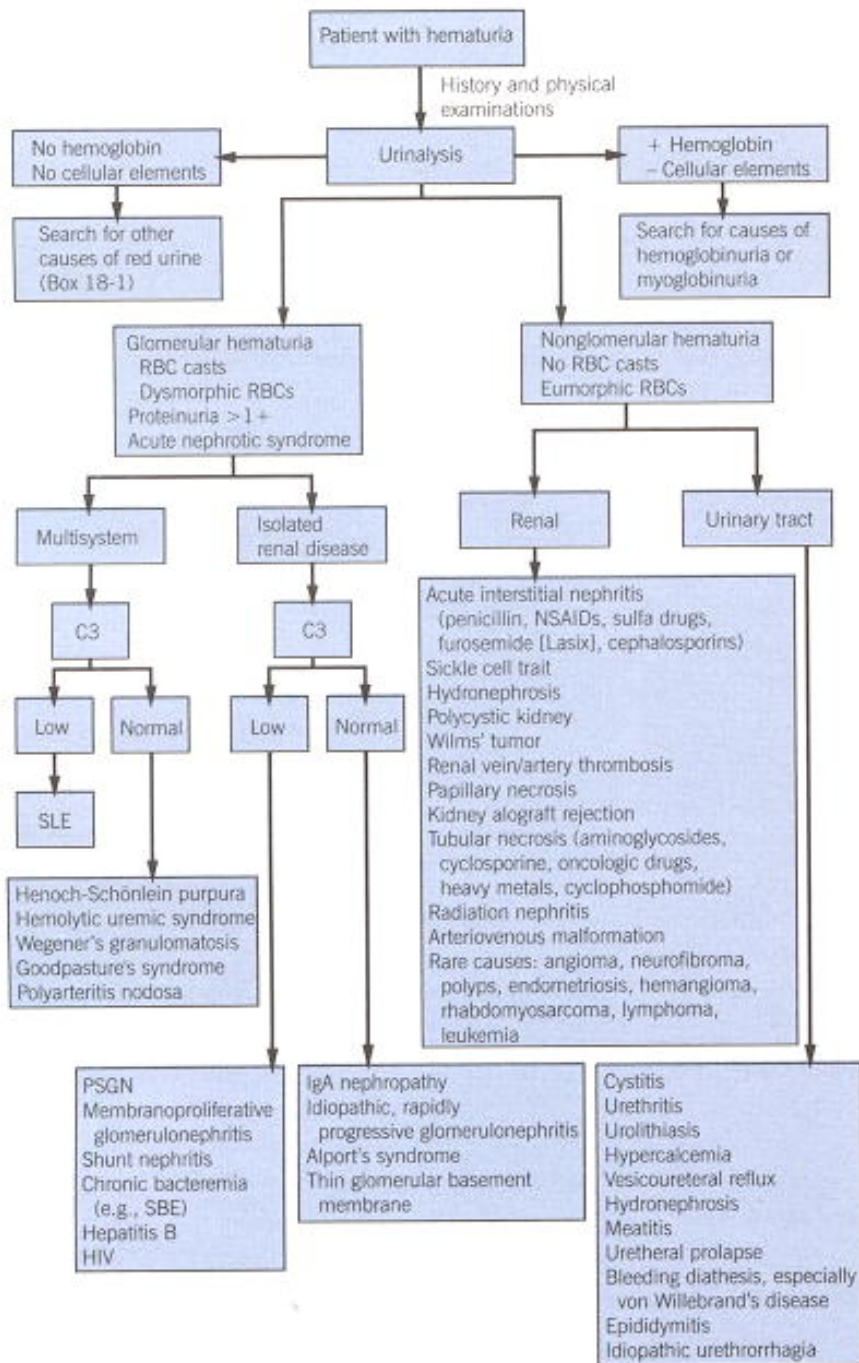 Patient with hematuria
History and physical
examinations
No hemoglobin
No cellular elements
Urinalysis
+ Hemoglobin
– Cellular elements
Search for other
causes of red urine
(Box 18-1)
Search for causes of
hemoglobinuria or
myoglobinuria
Glomerular hematuria
RBC casts
Dysmorphic RBCs
Proteinuria >1+
Acute nephrotic syndrome
Nonglomerular hematuria
No RBC casts
Eumorphic RBCs
Multisystem
Isolated
renal disease
Renal
Urinary tract
C3
C3
Low
Normal
Low
Normal
SLE
Henoch-Schönlein purpura
Hemolytic uremic syndrome
Wegener's granulomatosis
Goodpasture's syndrome
Polyarteritis nodosa
Acute interstitial nephritis
(penicillin, NSAIDs, sulfa drugs,
furosemide [Lasix], cephalosporins)
Sickle cell trait
Hydronephrosis
Polycystic kidney
Wilms' tumor
Renal vein/artery thrombosis
Papillary necrosis
Kidney alograft rejection
Tubular necrosis (aminoglycosides,
cyclosporine, oncologic drugs,
heavy metals, cyclophosphomide)
Radiation nephritis
Arteriovenous malformation
Rare causes: angioma, neurofibroma,
polyps, endometriosis, hemangioma,
rhabdomyosarcoma, lymphoma,
leukemia
PSGN
Membranoproliferative
glomerulonephritis
Shunt nephritis
Chronic bacteremia
(e.g., SBE)
Hepatitis B
HIV
IgA nephropathy
Idiopathic, rapidly
progressive glomerulonephritis
Alport's syndrome
Thin glomerular basement
membrane
Cystitis
Urethritis
Urolithiasis
Hypercalcemia
Vesicoureteral reflux
Hydronephrosis
Meatitis
Urethral prolapse
Bleeding diathesis, especially
von Willebrand's disease
Epididymitis
Idiopathic urethrorrhagia